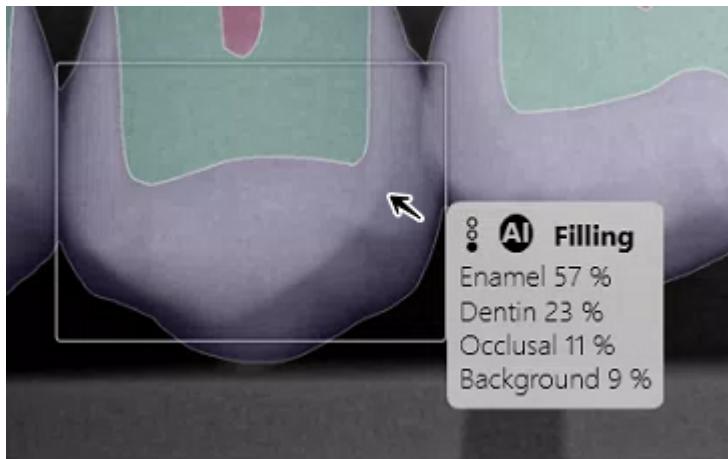 AI Filling
Enamel 57 %
Dentin 23 %
Occlusal 11 %
Background 9 %